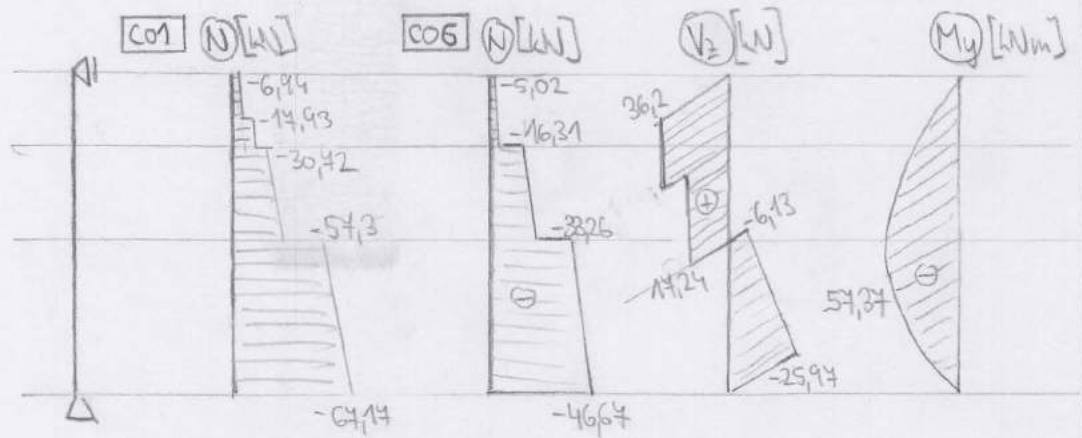 CO1 N [kN] CO6 N [kN] Vz [kN] My [kNm]
-6,94 -5,02
36,2
-17,93 -16,31
-30,72
+
-57,3 -33,26 -6,13
17,24
- 57,37 -
-25,97
-67,17 -46,67